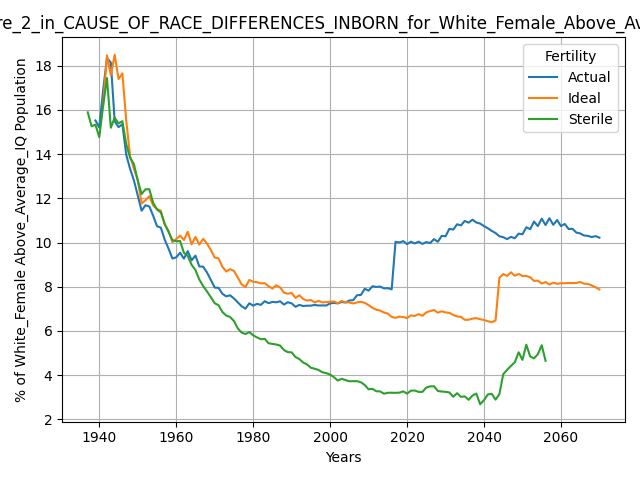 re_2_in_CAUSE_OF_RACE_DIFFERENCES_INBORN_for_White_Female_Above_Av
Fertility
Actual
Ideal
Sterile
% of White_Female Above_Average_IQ Population
18
16
14
12
10
8
6
4
2
1940 1960 1980 2000 2020 2040 2060
Years